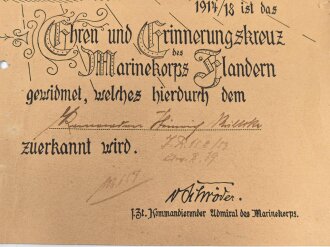 1914/18 ist das
Ehren und Erinnerungskreuz
des
Marinekorps Flandern
gewidmet, welches hierdurch dem
Heinrich
zuerkannt wird.
v Schröder.
z. Zt. Kommandierender Admiral des Marinekorps.